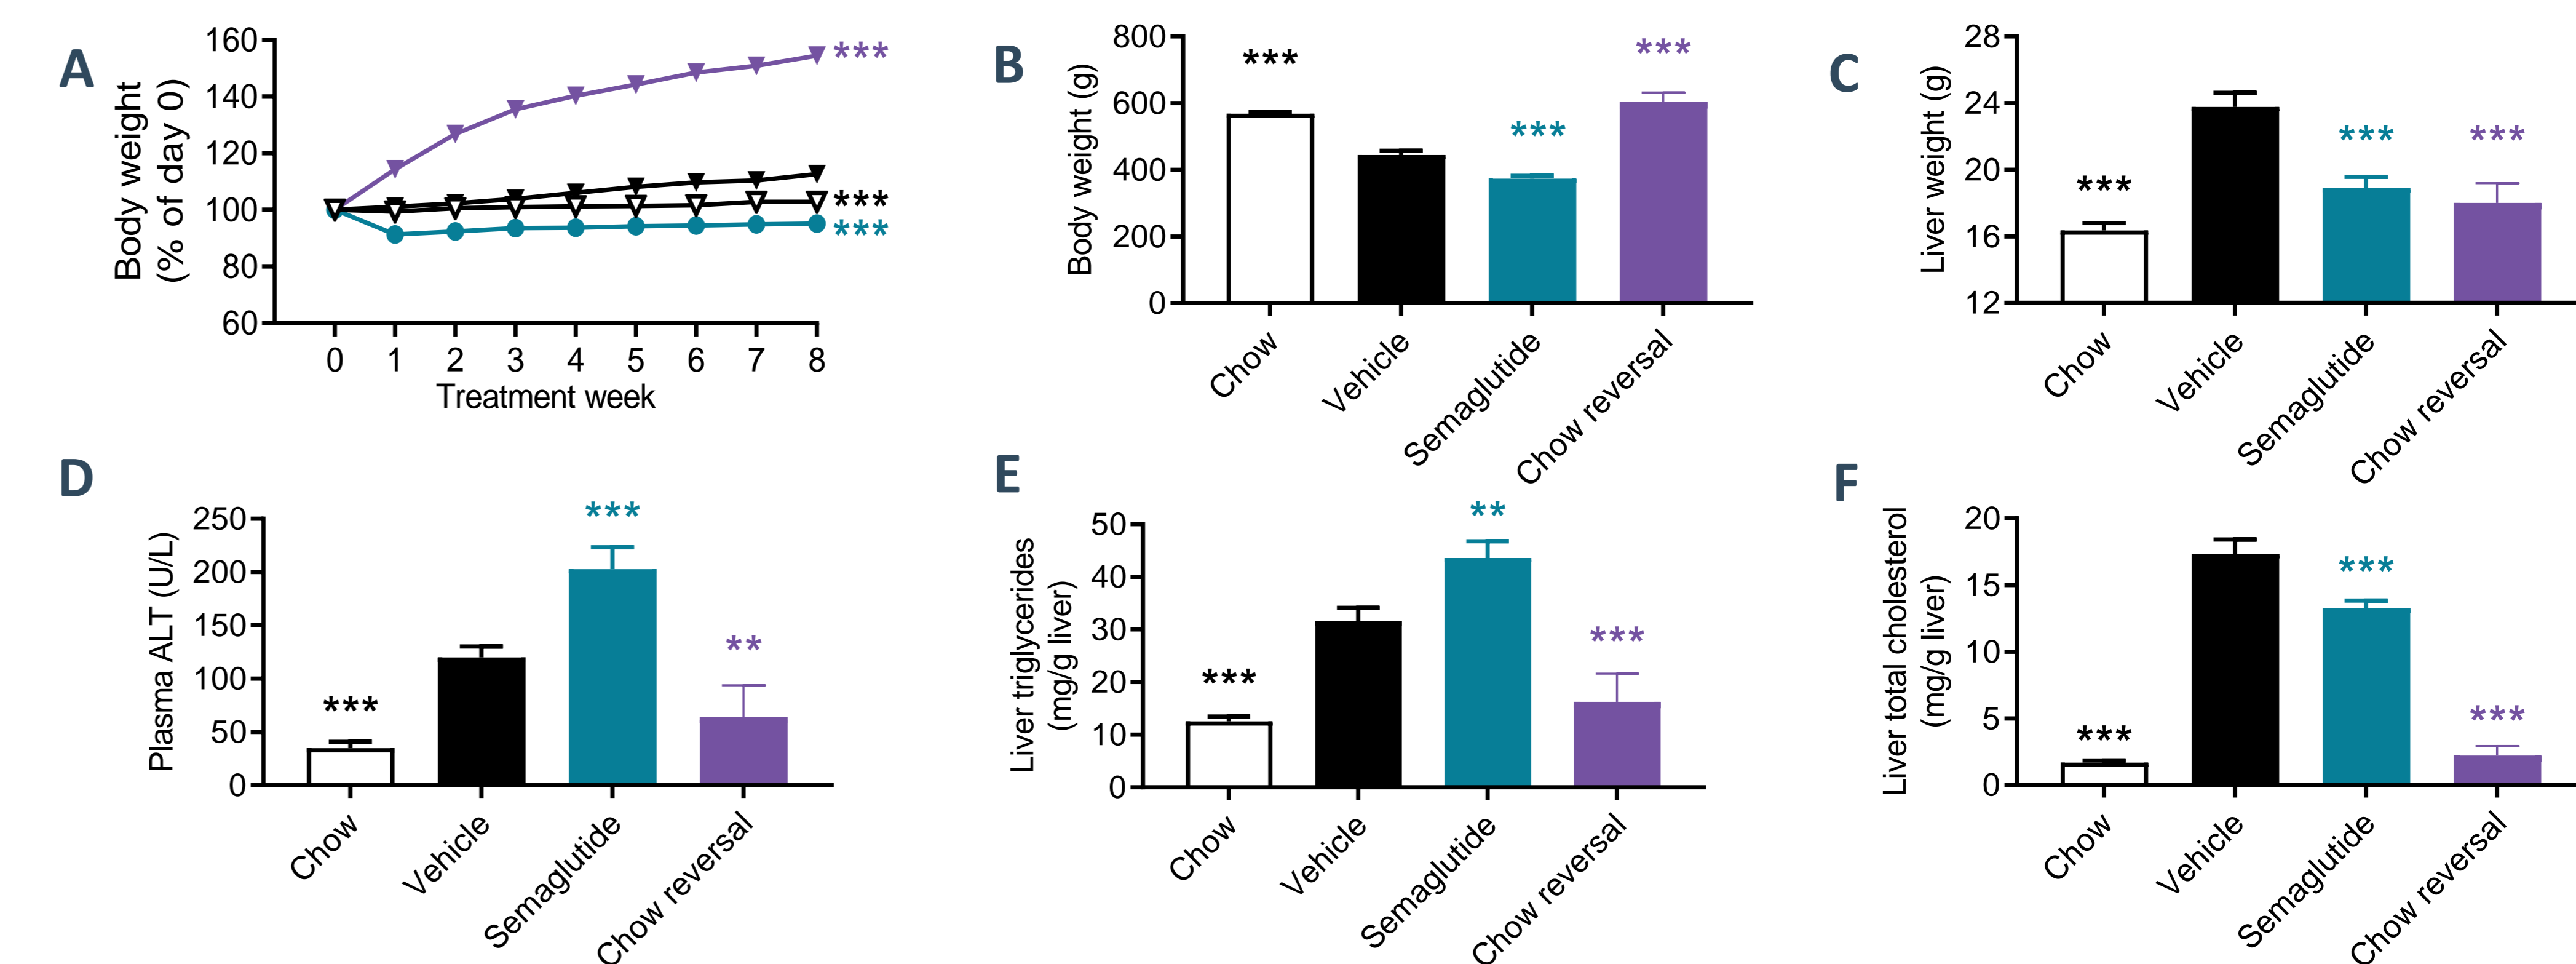 A
Body weight
(% of day 0)
160
140
120
100
80
60
***
***
***
0 1 2 3 4 5 6 7 8
Treatment week
B
Body weight (g)
800
600
400
200
0
***
***
***
Chow
Vehicle
Semaglutide
Chow reversal
C
Liver weight (g)
28
24
20
16
12
***
***
***
Chow
Vehicle
Semaglutide
Chow reversal
D
Plasma ALT (U/L)
250
200
150
100
50
0
***
***
**
Chow
Vehicle
Semaglutide
Chow reversal
E
Liver triglycerides
(mg/g liver)
50
40
30
20
10
0
***
**
***
Chow
Vehicle
Semaglutide
Chow reversal
F
Liver total cholesterol
(mg/g liver)
20
15
10
5
0
***
***
***
Chow
Vehicle
Semaglutide
Chow reversal